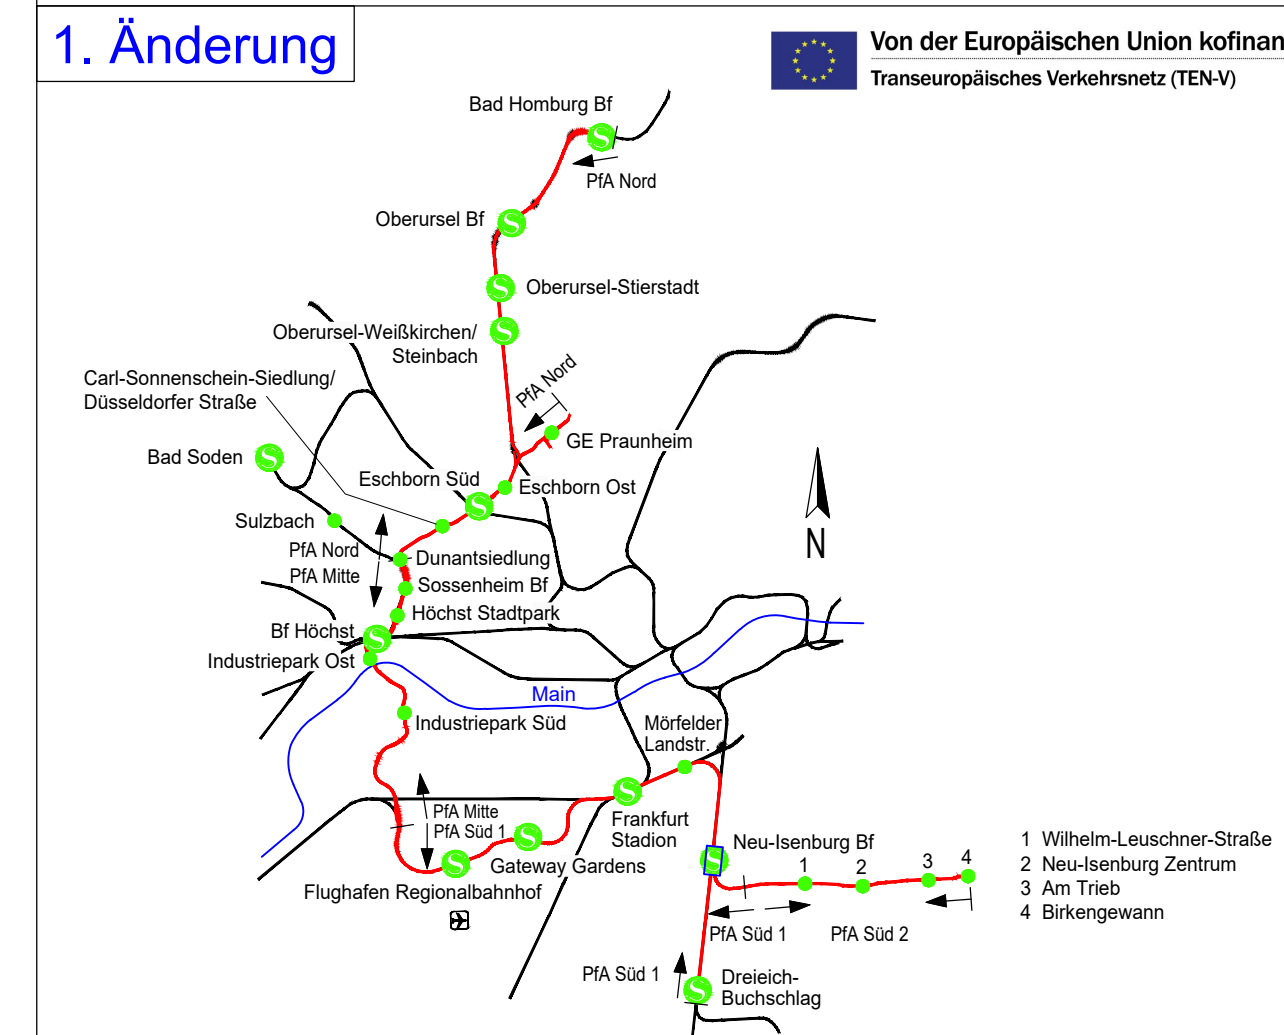 1. Änderung
Von der Europäischen Union kofinan
Transeuropäisches Verkehrsnetz (TEN-V)
Bad Homburg Bf
PfA Nord
Oberursel Bf
Oberursel-Stierstadt
Oberursel-Weißkirchen/
Steinbach
Carl-Sonnenschein-Siedlung/
Düsseldorfer Straße
PfA Nord
GE Praunheim
Bad Soden
Eschborn Süd
Eschborn Ost
Sulzbach
PfA Nord
PfA Mitte
Dunantsiedlung
Sossenheim Bf
Höchst Stadtpark
Bf Höchst
Industriepark Ost
N
Main
Industriepark Süd
Mörfelder
Landstr.
PfA Mitte
PfA Süd 1
Frankfurt
Stadion
Gateway Gardens
Flughafen Regionalbahnhof
Neu-Isenburg Bf
1
2
3
4
1 Wilhelm-Leuschner-Straße
2 Neu-Isenburg Zentrum
3 Am Trieb
4 Birkengewann
PfA Süd 1
PfA Süd 2
PfA Süd 1
Dreieich-
Buchschlag